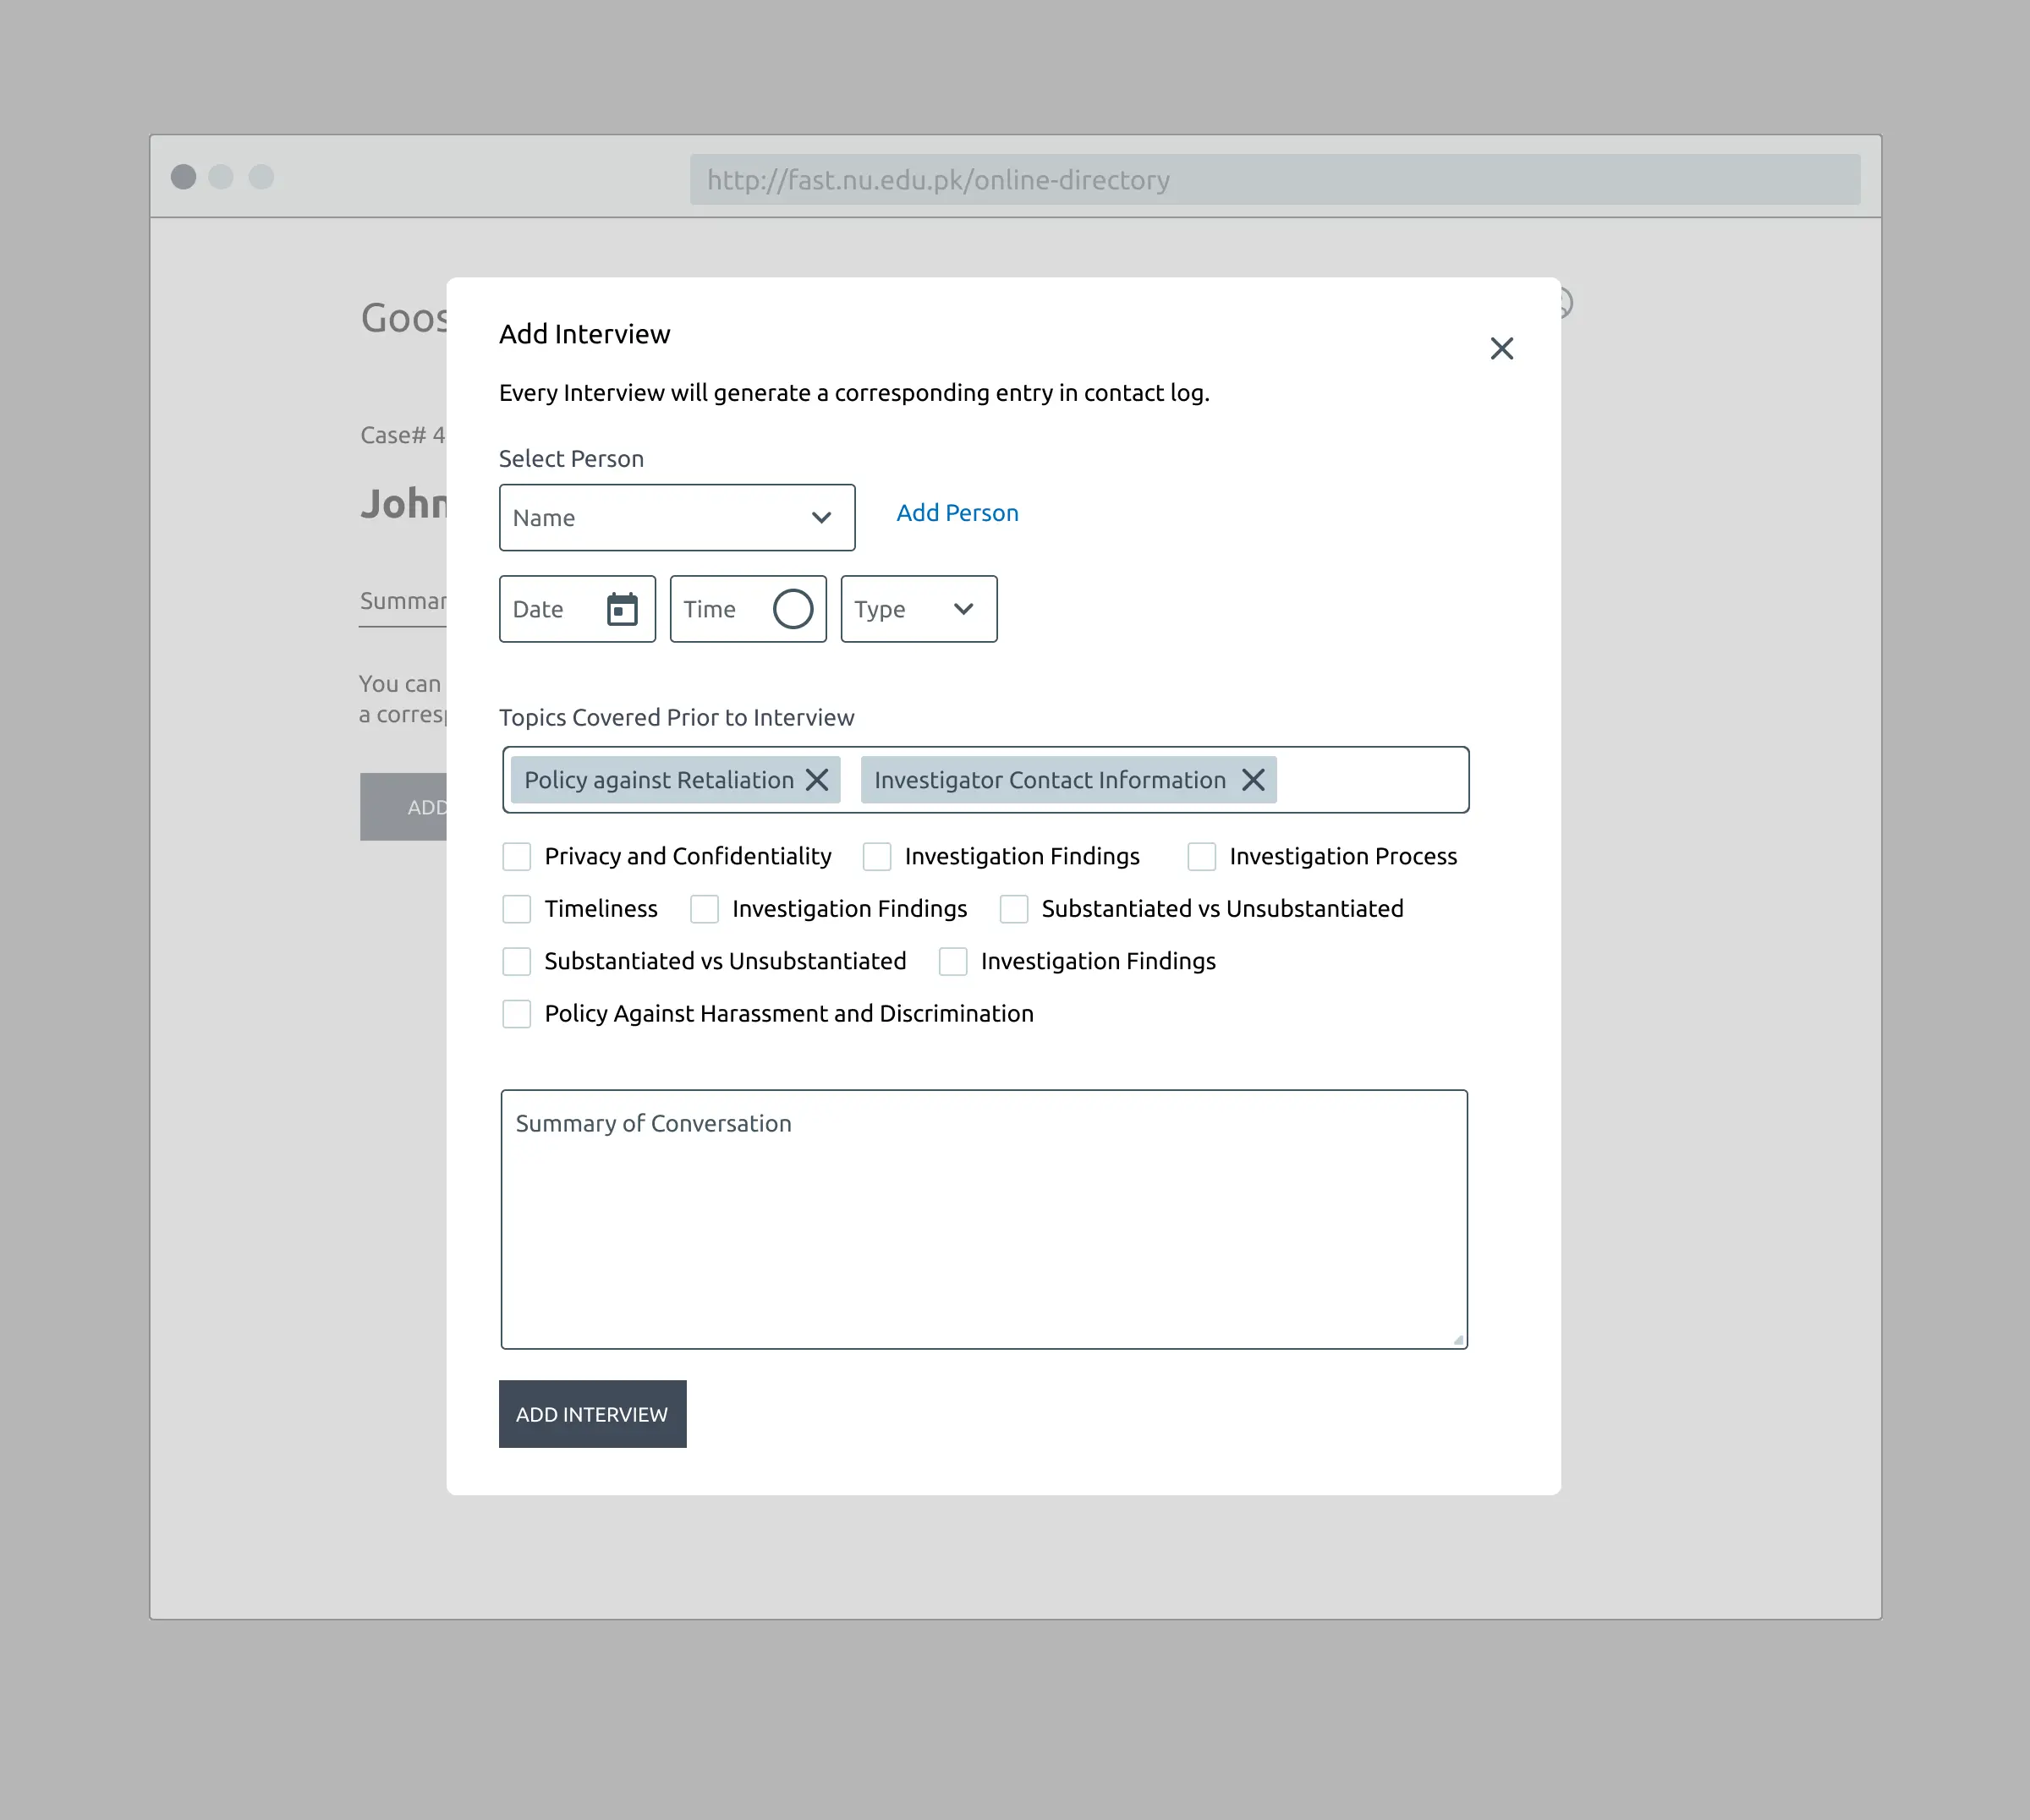 http://fast.nu.edu.pk/online-directory
Goos
Case# 4
John
Summar
You can
a corresp
ADD
Add Interview
Every Interview will generate a corresponding entry in contact log.
Select Person
Name
Add Person
Date Time Type
Topics Covered Prior to Interview
Policy against Retaliation Investigator Contact Information
Privacy and Confidentiality Investigation Findings Investigation Process
Timeliness Investigation Findings Substantiated vs Unsubstantiated
Substantiated vs Unsubstantiated Investigation Findings
Policy Against Harassment and Discrimination
Summary of Conversation
ADD INTERVIEW